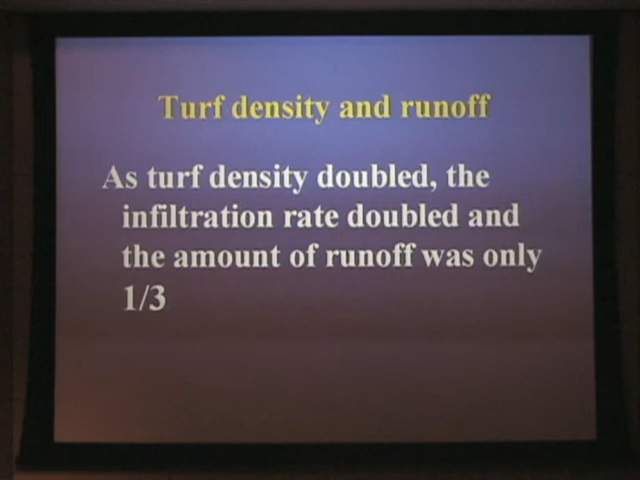 Turf density and runoff
As turf density doubled, the
infiltration rate doubled and
the amount of runoff was only
1/3